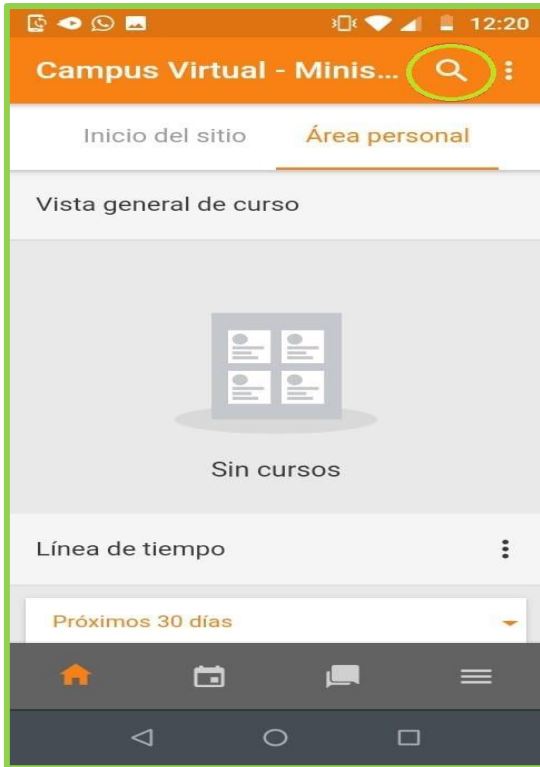 12:20
Campus Virtual - Minis...
Inicio del sitio Área personal
Vista general de curso
Sin cursos
Línea de tiempo
Próximos 30 días